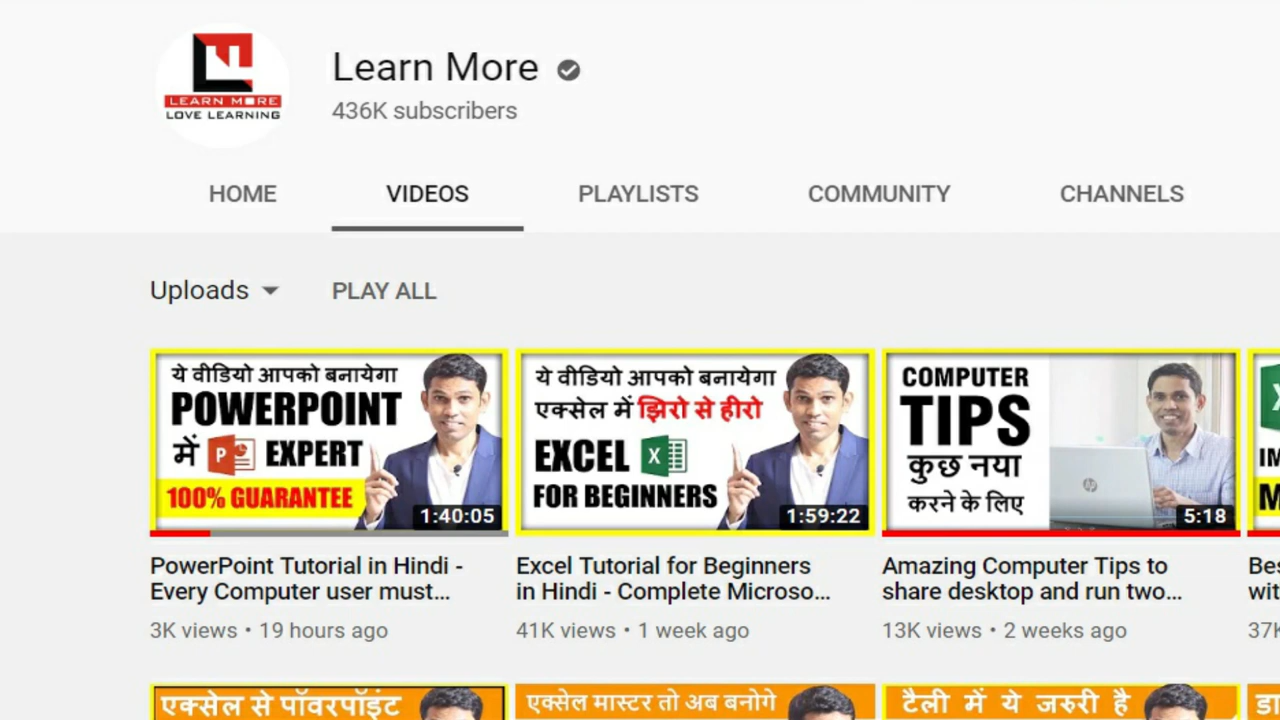 LEARN MORE
LOVE LEARNING
Learn More
436K subscribers
HOME
VIDEOS
PLAYLISTS
COMMUNITY
CHANNELS
Uploads
PLAY ALL
ये वीडियो आपको बनायेगा
POWERPOINT
में P EXPERT
100% GUARANTEE
1:40:05
ये वीडियो आपको बनायेगा
एक्सेल में झिरो से हीरो
EXCEL X
FOR BEGINNERS
1:59:22
COMPUTER
TIPS
कुछ नया
करने के लिए
hp
5:18
PowerPoint Tutorial in Hindi -
Every Computer user must...
3K views • 19 hours ago
Excel Tutorial for Beginners
in Hindi - Complete Microso...
41K views • 1 week ago
Amazing Computer Tips to
share desktop and run two...
13K views • 2 weeks ago
एक्सेल से पॉवरपॉइंट
एक्सेल मास्टर तो अब बनोगे
टैली में ये जरुरी है